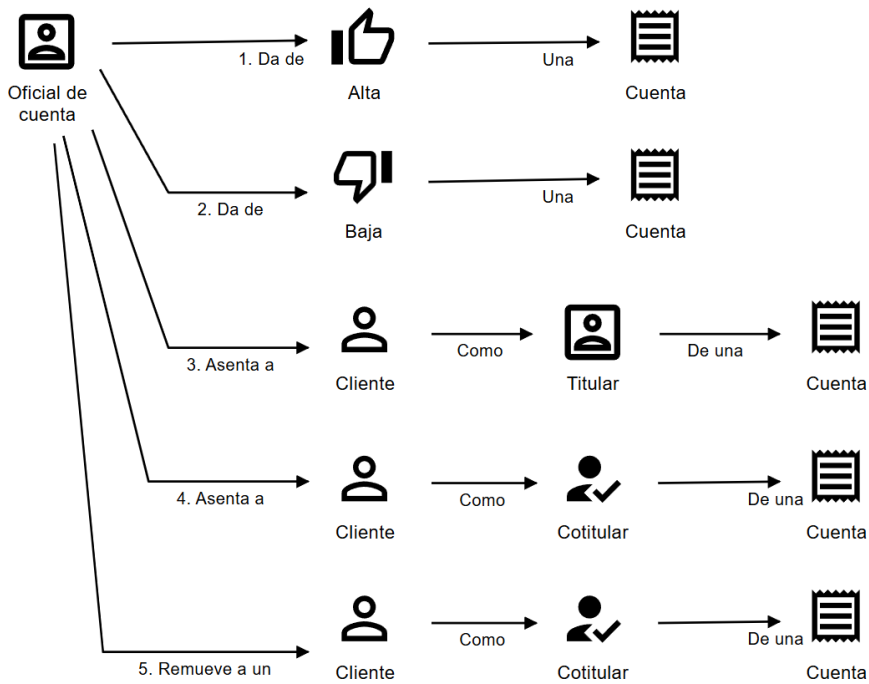 Oficial de
cuenta
1. Da de
Alta
Una
Cuenta
2. Da de
Baja
Una
Cuenta
3. Asenta a
Cliente
Como
Titular
De una
Cuenta
4. Asenta a
Cliente
Como
Cotitular
De una
Cuenta
5. Remueve a un
Cliente
Como
Cotitular
De una
Cuenta